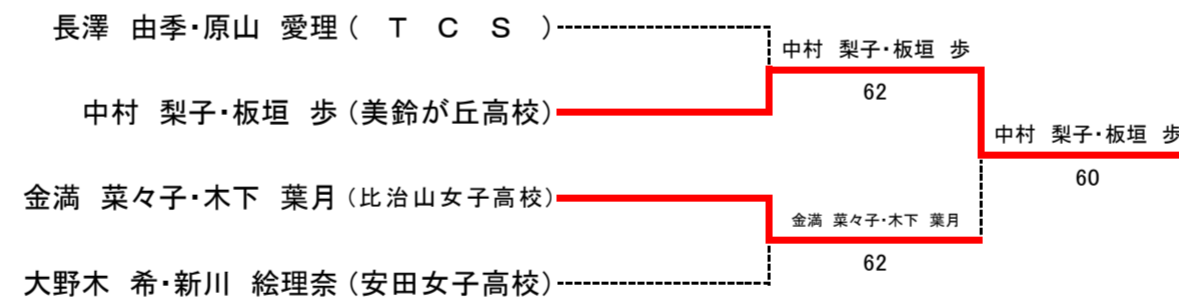 長澤　由季・原山　愛理（　Ｔ　Ｃ　Ｓ　）
中村　梨子・板垣　歩
中村　梨子・板垣　歩（美鈴が丘高校）
62
中村　梨子・板垣　歩
60
金満　菜々子・木下　葉月（比治山女子高校）
金満　菜々子・木下　葉月
62
大野木　希・新川　絵理奈（安田女子高校）